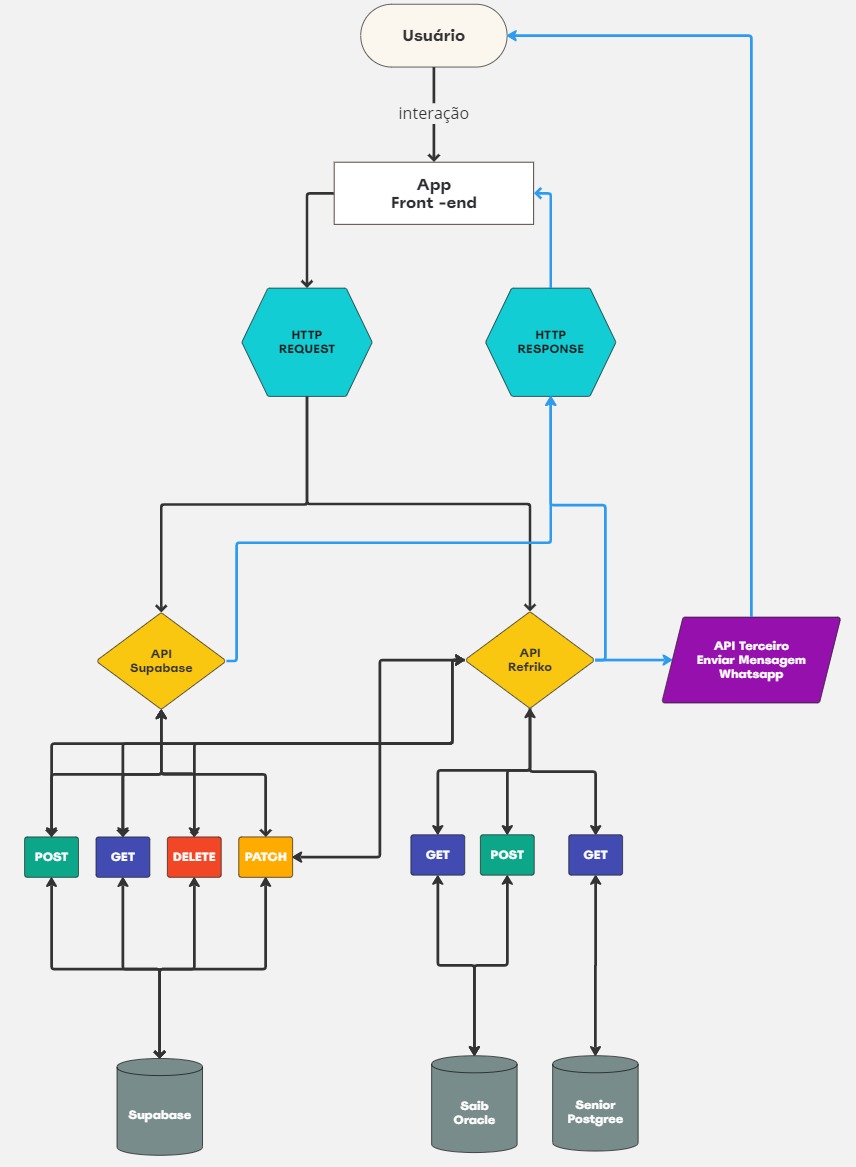 Usuário
interação
App
Front -end
HTTP
REQUEST
HTTP
RESPONSE
API
Supabase
API
Refriko
API Terceiro
Enviar Mensagem
Whatsapp
POST
GET
DELETE
PATCH
GET
POST
GET
Supabase
Saib
Oracle
Senior
Postgree